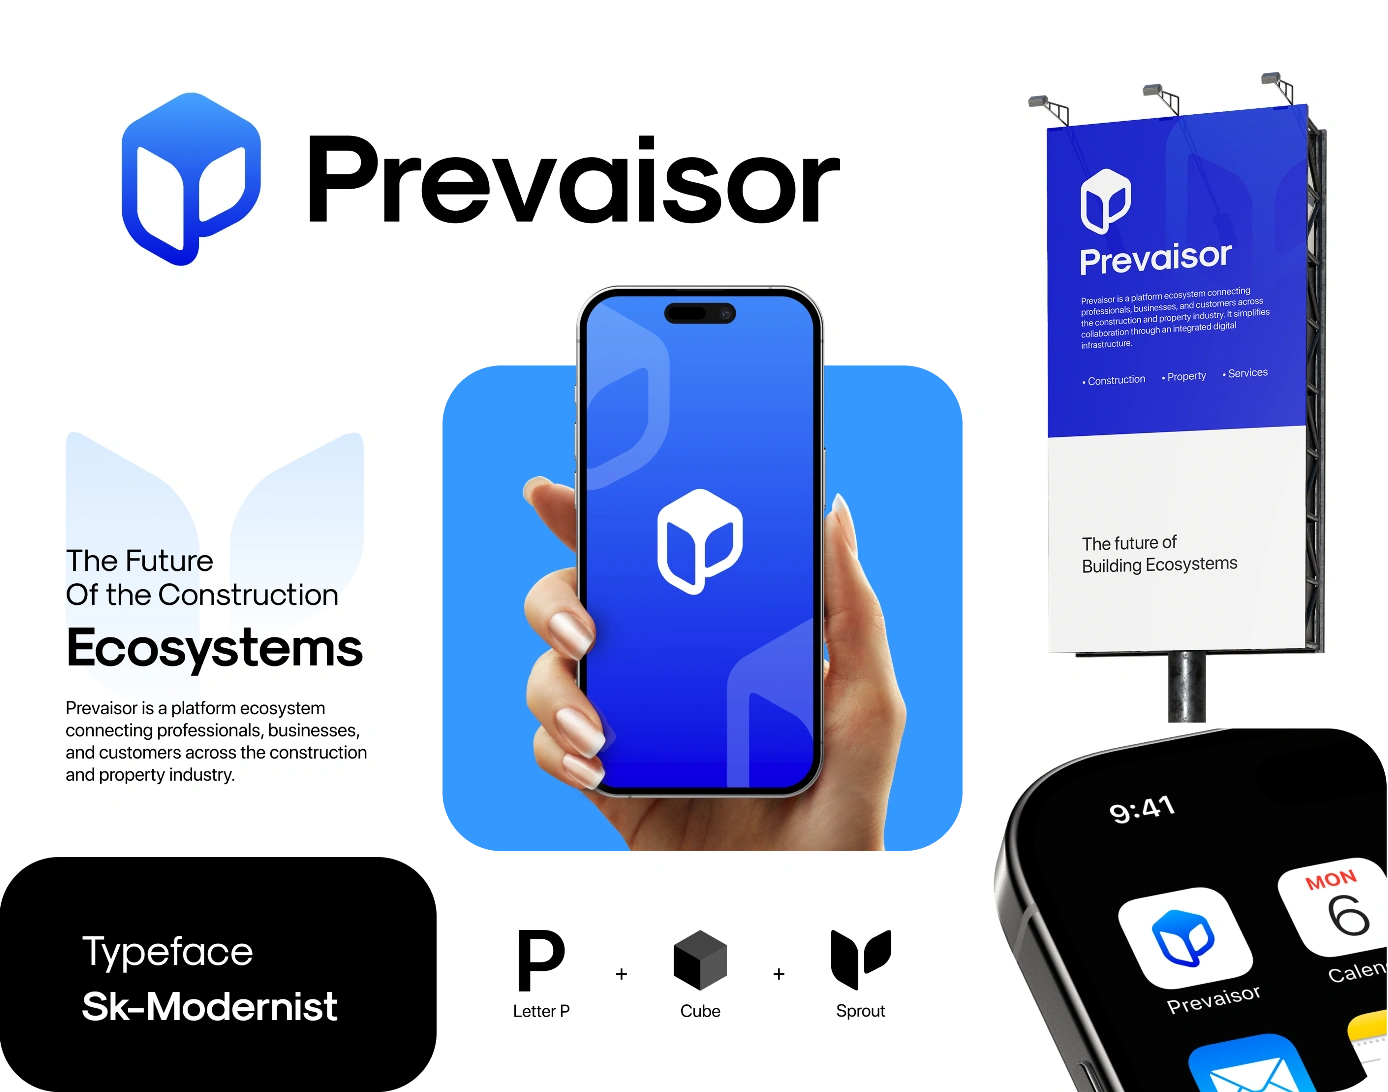 Prevaisor
Prevaisor
Prevaisor is a platform ecosystem connecting
professionals, businesses, and customers across
the construction and property industry. It simplifies
collaboration through an integrated digital
infrastructure.
• Construction • Property • Services
The future of
Building Ecosystems
The Future
Of the Construction
Ecosystems
Prevaisor is a platform ecosystem
connecting professionals, businesses,
and customers across the construction
and property industry.
Typeface
Sk-Modernist
P + +
Letter P Cube Sprout
9:41
MON
6
Prevaisor
Calen